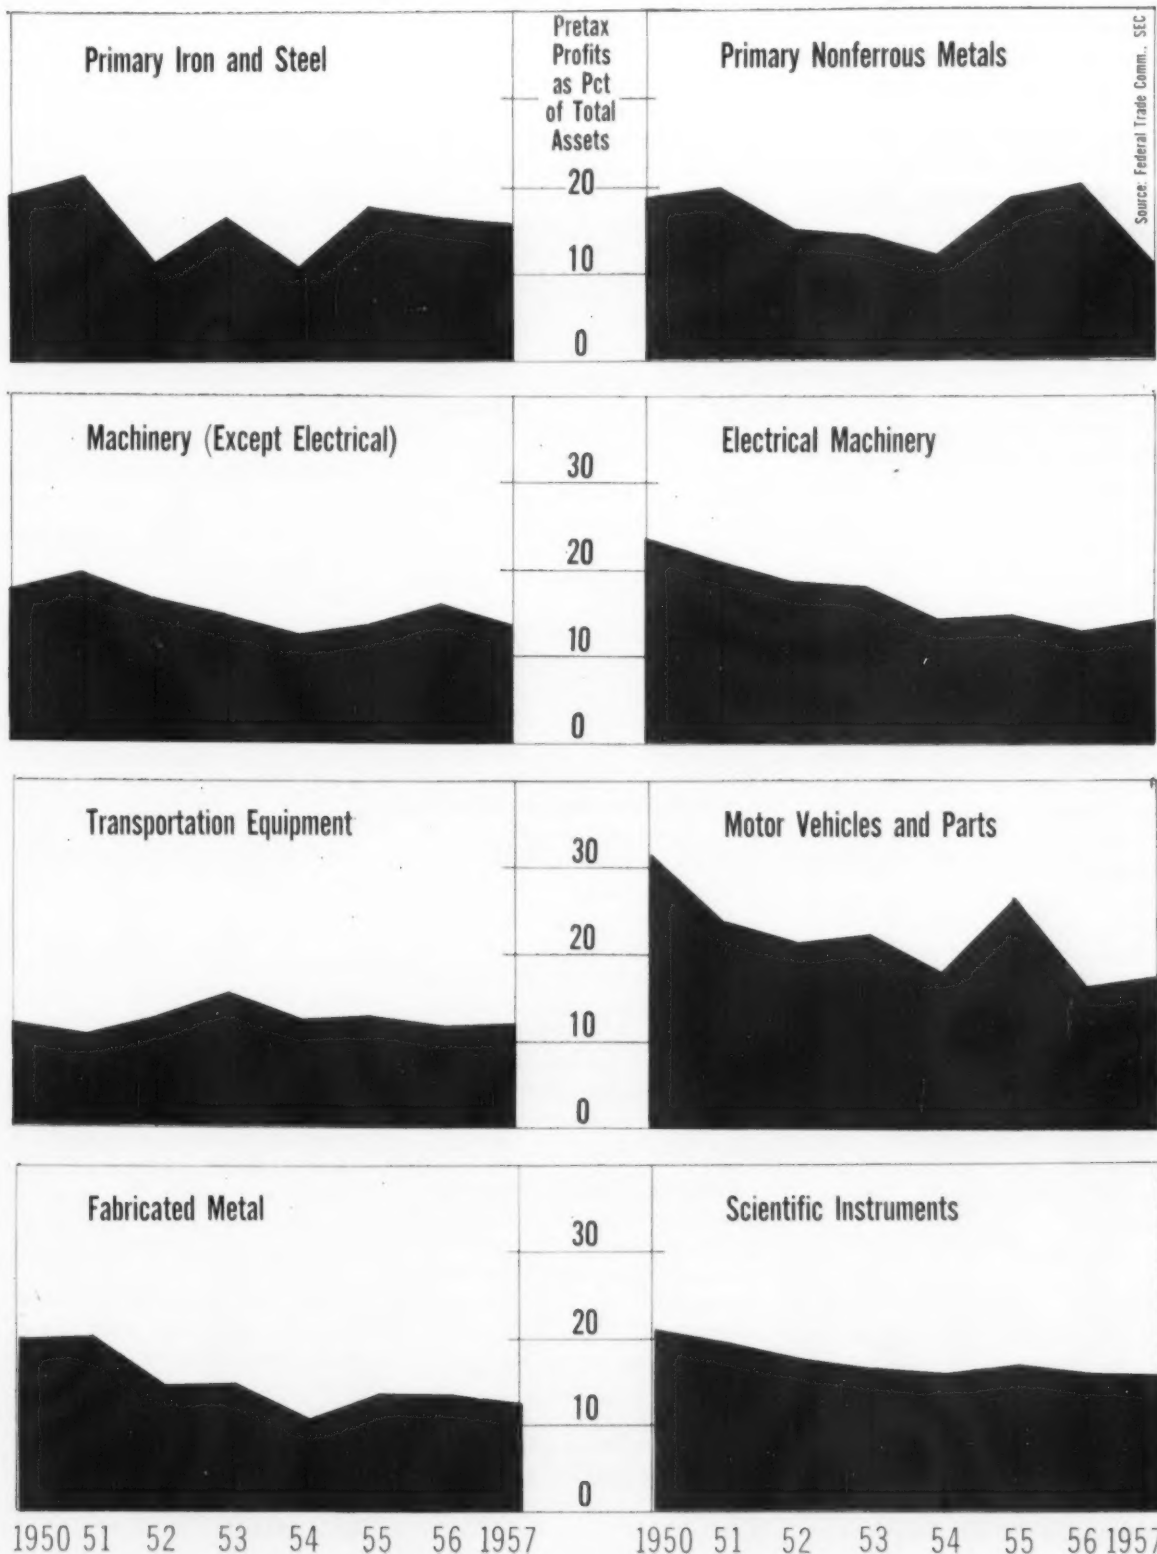 Primary Iron and Steel
Pretax
Profits
as Pct
of Total
Assets
20
10
0
Primary Nonferrous Metals
Source: Federal Trade Comm., SEC
Machinery (Except Electrical)
30
20
10
0
Electrical Machinery
Transportation Equipment
30
20
10
0
Motor Vehicles and Parts
Fabricated Metal
30
20
10
0
Scientific Instruments
1950 51 52 53 54 55 56 1957
1950 51 52 53 54 55 56 1957